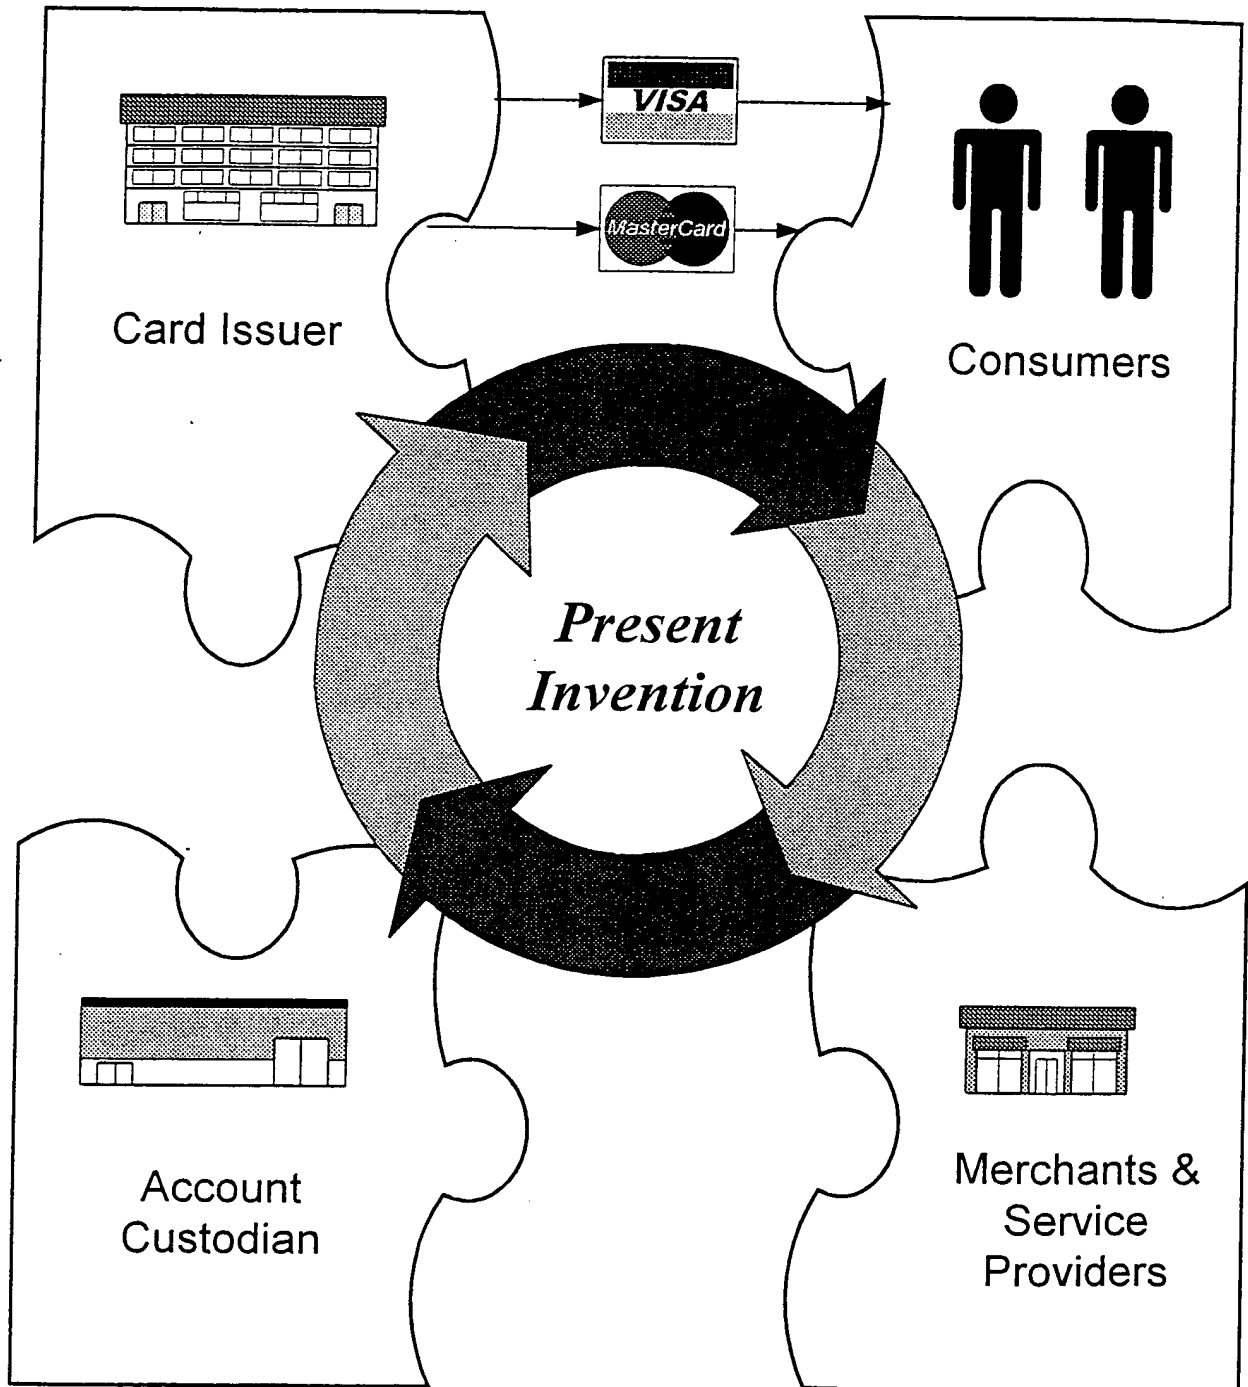 VISA
MasterCard
Card Issuer
Consumers
Present
Invention
Account
Custodian
Merchants &
Service
Providers